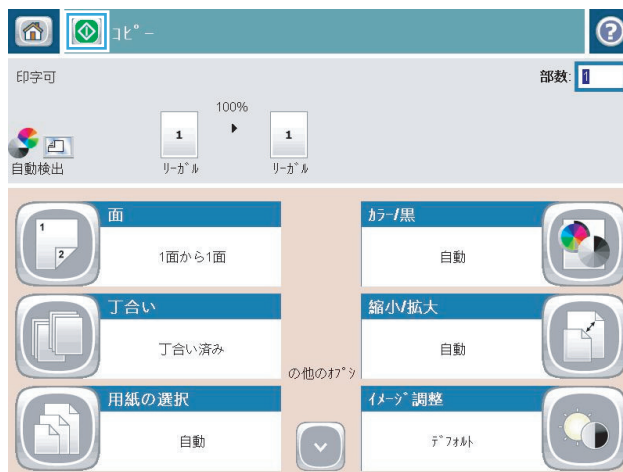 コピー
印字可
部数: 1
100%
1
1
自動検出
リーガル
リーガル
面
1
2
1面から1面
カラー/黒
自動
丁合い
丁合い済み
縮小/拡大
自動
の他のオプシ
用紙の選択
自動
イメージ調整
デフォルト